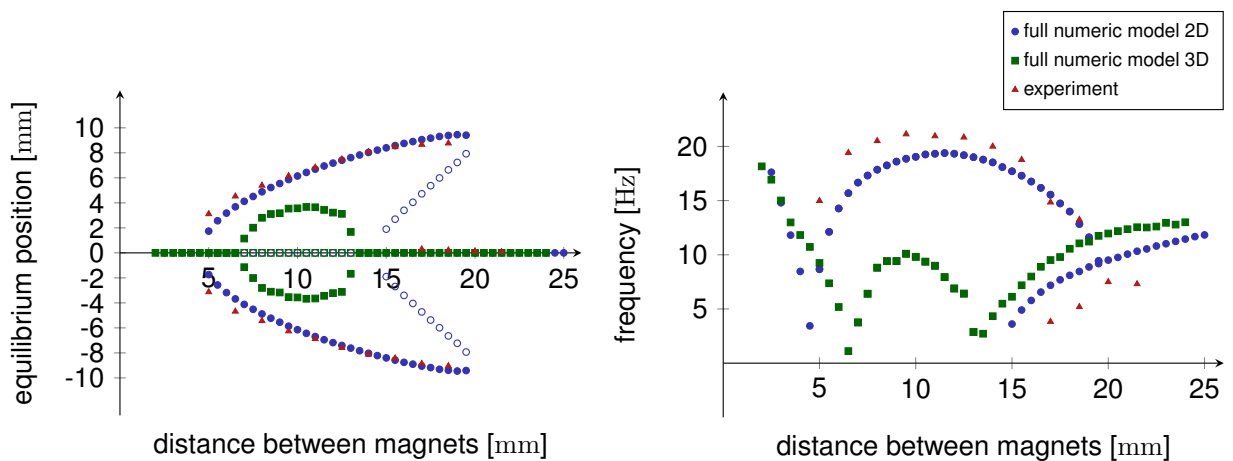 full numeric model 2D
full numeric model 3D
experiment
equilibrium position [mm]
10
8
6
4
2
0
-2
-4
-6
-8
-10
5 10 15 20 25
distance between magnets [mm]
frequency [Hz]
20
15
10
5
5 10 15 20 25
distance between magnets [mm]